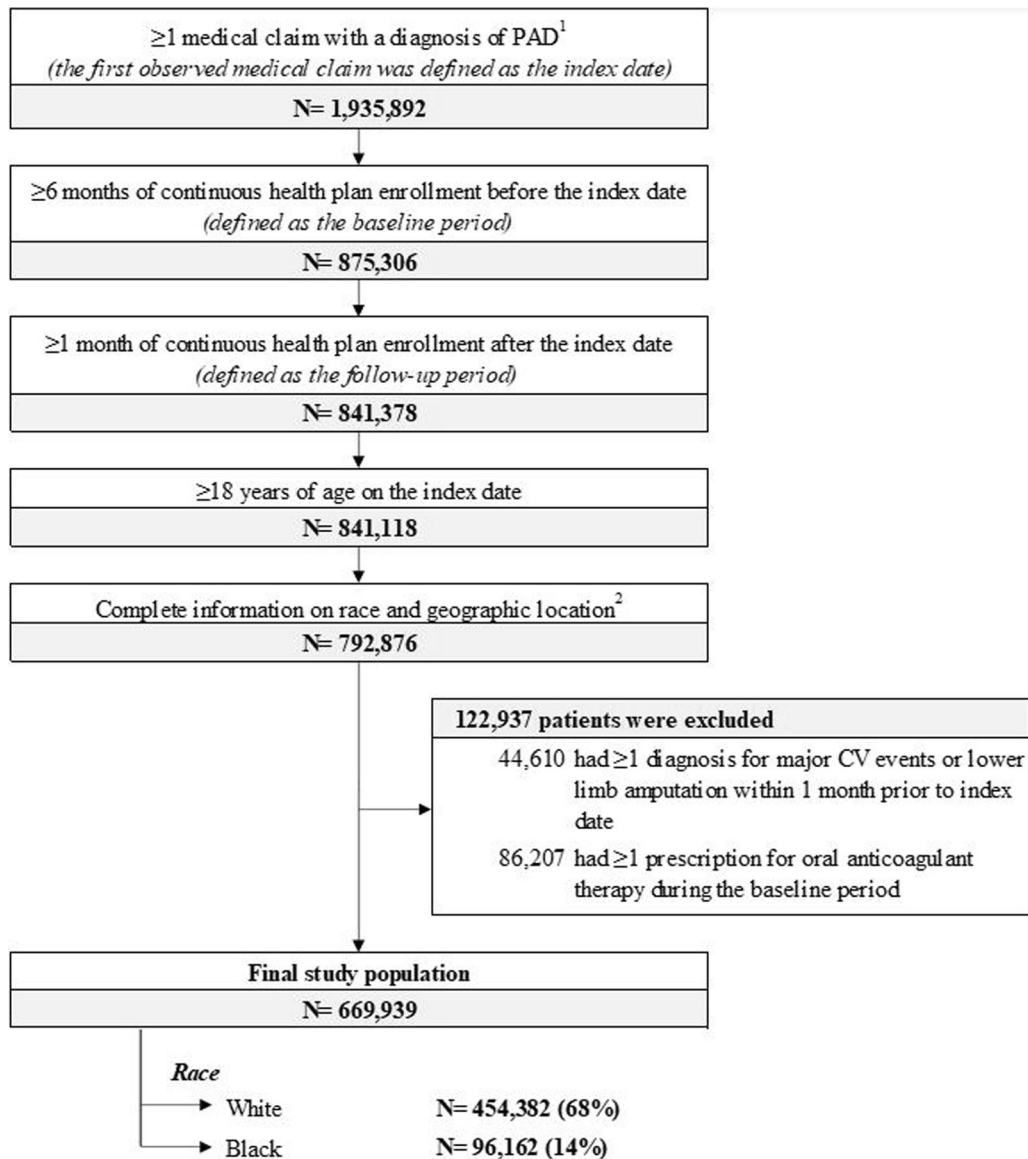 ≥1 medical claim with a diagnosis of PAD1
(the first observed medical claim was defined as the index date)
N= 1,935,892
≥6 months of continuous health plan enrollment before the index date
(defined as the baseline period)
N= 875,306
≥1 month of continuous health plan enrollment after the index date
(defined as the follow-up period)
N= 841,378
≥18 years of age on the index date
N= 841,118
Complete information on race and geographic location2
N= 792,876
122,937 patients were excluded
44,610 had ≥1 diagnosis for major CV events or lower
limb amputation within 1 month prior to index
date
86,207 had ≥1 prescription for oral anticoagulant
therapy during the baseline period
Final study population
N= 669,939
Race
White N= 454,382 (68%)
Black N= 96,162 (14%)